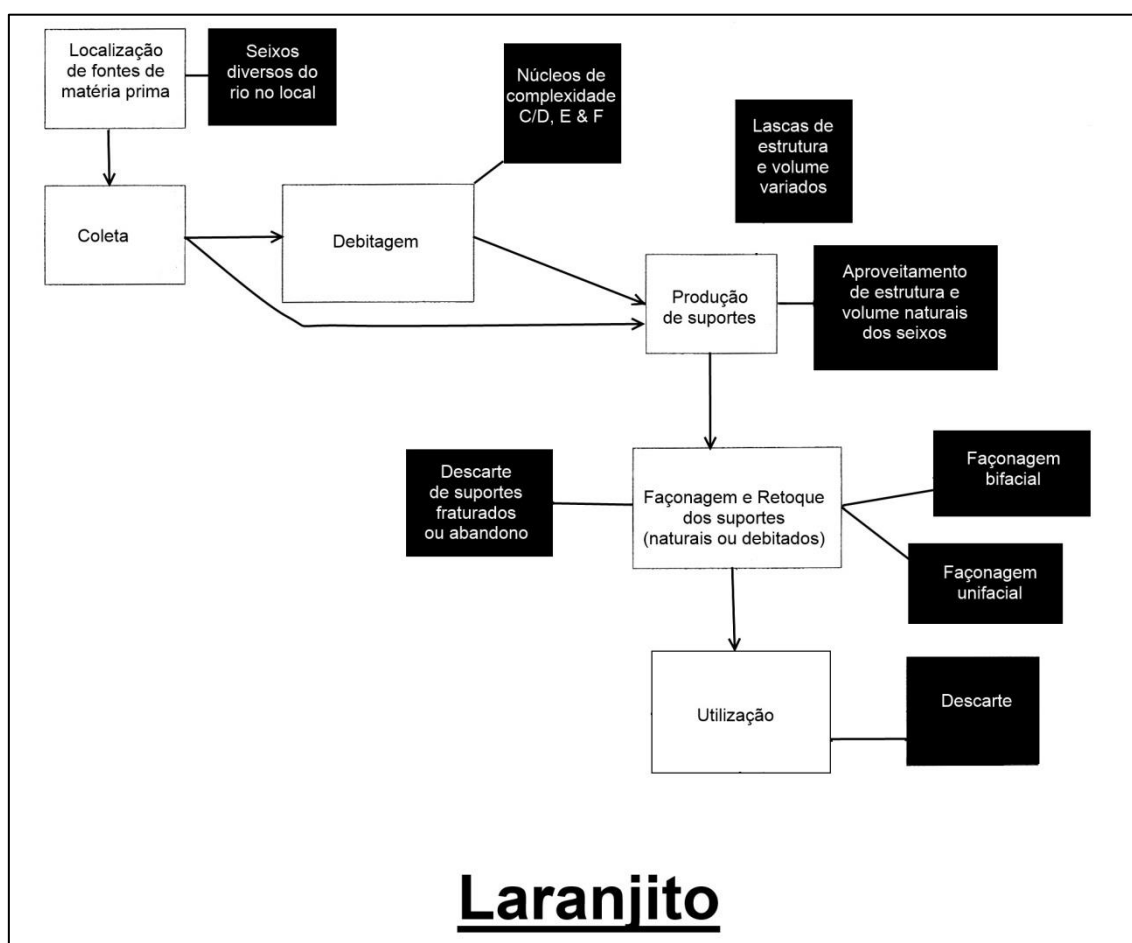 Localização
de fontes de
matéria prima
Seixos
diversos do
rio no local
Núcleos de
complexidade
C/D, E & F
Lascas de
estrutura
e volume
variados
Coleta
Debitagem
Produção
de suportes
Aproveitamento
de estrutura e
volume naturais
dos seixos
Descarte
de suportes
fraturados
ou abandono
Façonagem e Retoque
dos suportes
(naturais ou debitados)
Façonagem
bifacial
Façonagem
unifacial
Utilização
Descarte
Laranjito